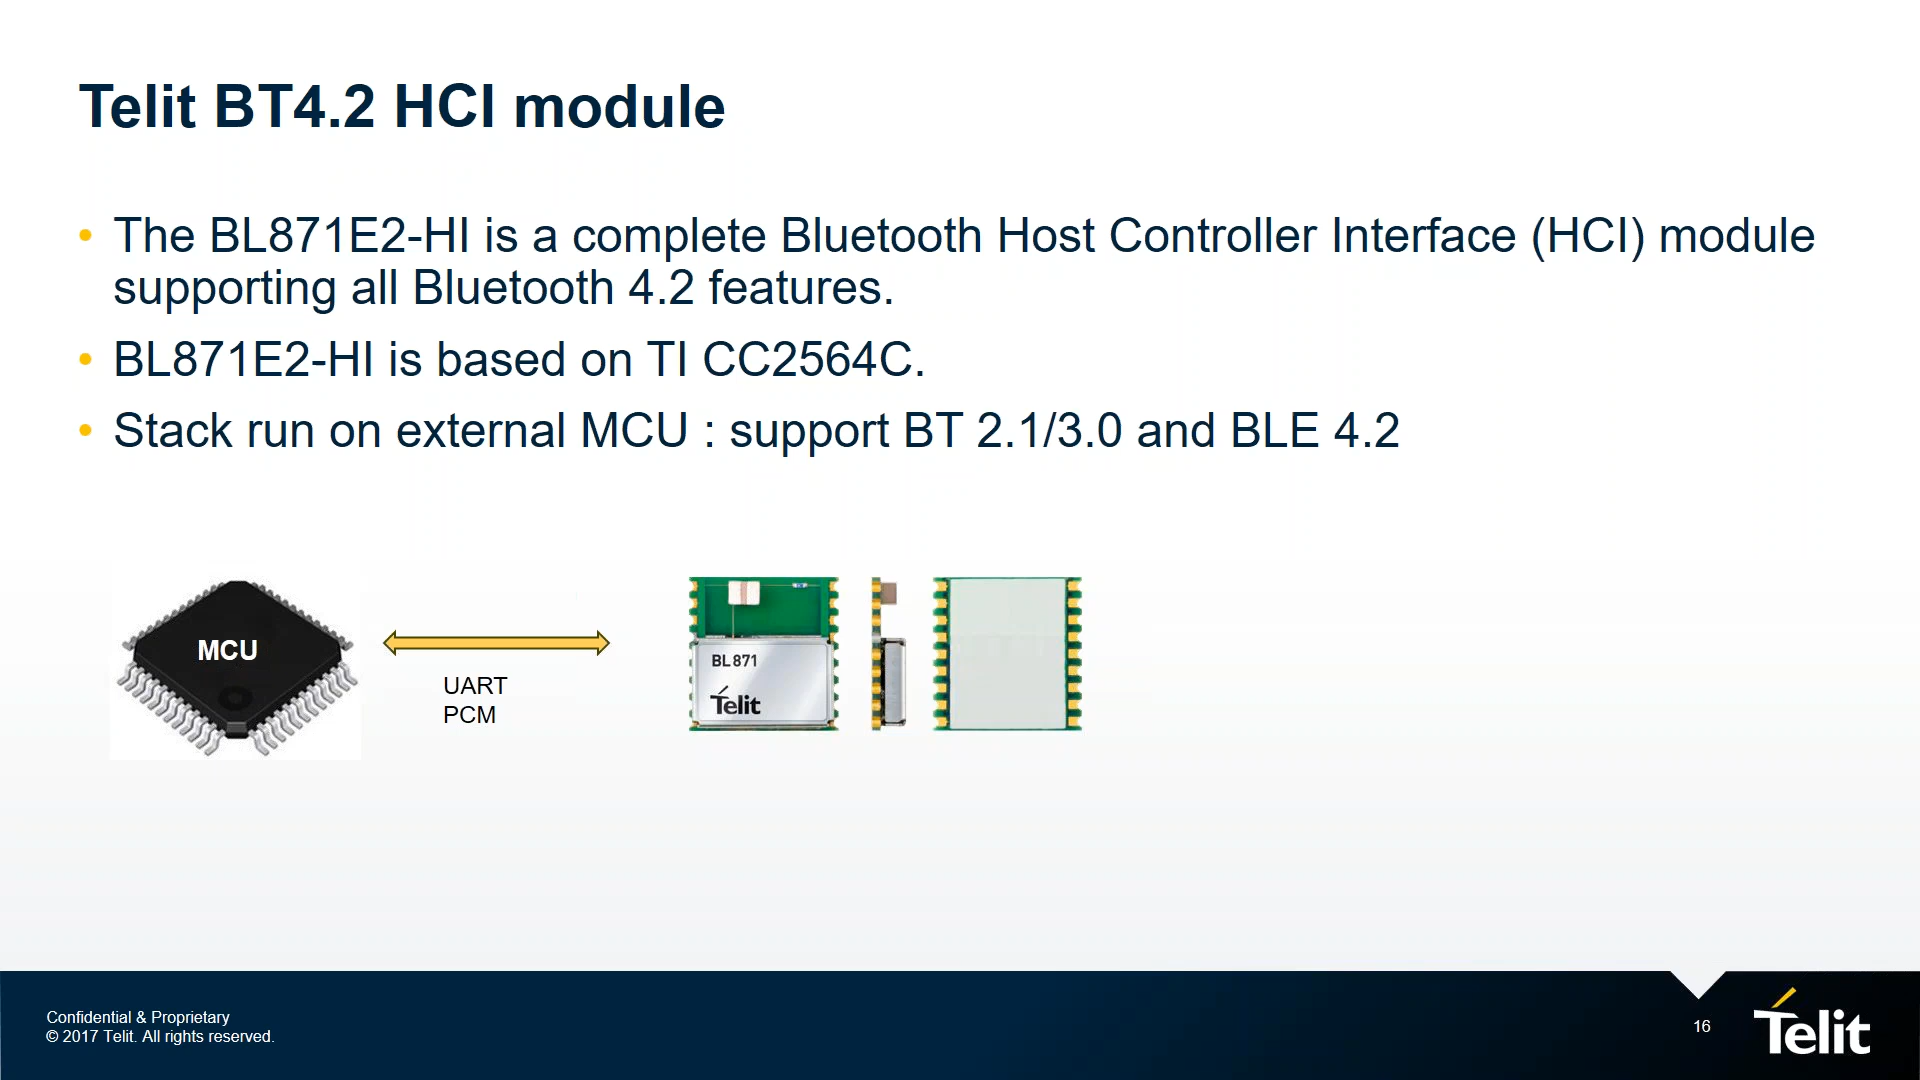 Telit BT4.2 HCI module
• The BL871E2-HI is a complete Bluetooth Host Controller Interface (HCI) module
supporting all Bluetooth 4.2 features.
• BL871E2-HI is based on TI CC2564C.
• Stack run on external MCU : support BT 2.1/3.0 and BLE 4.2
MCU
UART
PCM
BL871
Telit
Confidential & Proprietary
© 2017 Telit. All rights reserved.
16
Telit